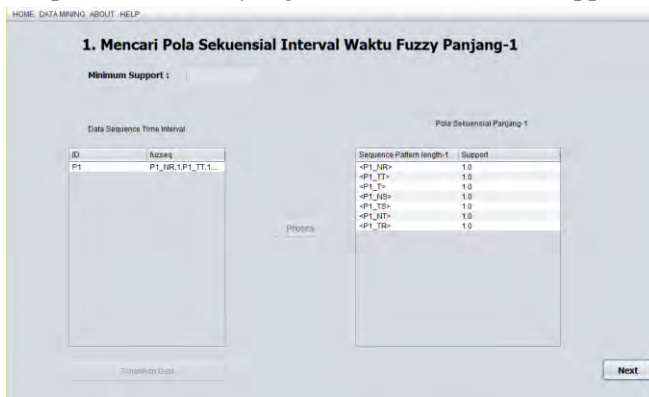 HOME DATA MINING ABOUT HELP
1. Mencari Pola Sekuensial Interval Waktu Fuzzy Panjang-1
Minimum Support :
Data Sequence Time Interval
Pola Sekuensial Panjang-1
ID fuzseq
P1 P1_NR,1,P1_TT,1...
Sequence Pattern length-1 Support
<P1_NR> 1.0
<P1_TT> 1.0
<P1_T> 1.0
<P1_NS> 1.0
<P1_TS> 1.0
<P1_NT> 1.0
<P1_TR> 1.0
Proses
Tampilkan Data
Next